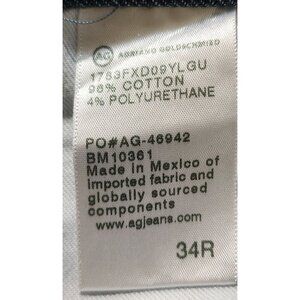 AG ADRIANO GOLDSCHMIED
1783FXD09YLGU
96% COTTON
4% POLYURETHANE
PO#AG-46942
BM10361
Made in Mexico of
imported fabric and
globally sourced
components
www.agjeans.com
34R